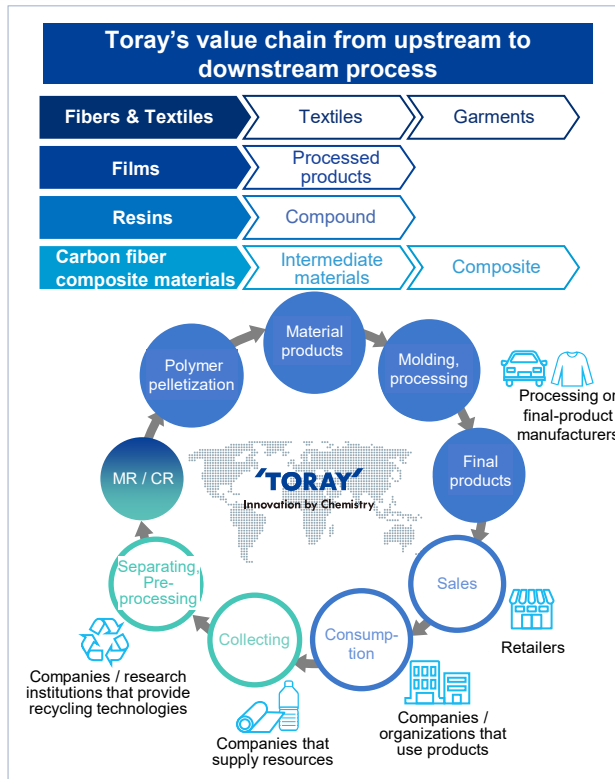 Toray's value chain from upstream to
downstream process
Fibers & Textiles
Textiles
Garments
Films
Processed
products
Resins
Compound
Carbon fiber
composite materials
Intermediate
materials
Composite
Material
products
Polymer
pelletization
Molding,
processing
Processing or
final-product
manufacturers
MR / CR
'TORAY'
Innovation by Chemistry
Final
products
Separating,
Pre-
processing
Sales
Collecting
Consump-
tion
Retailers
Companies / research
institutions that provide
recycling technologies
Companies that
supply resources
Companies /
organizations that
use products